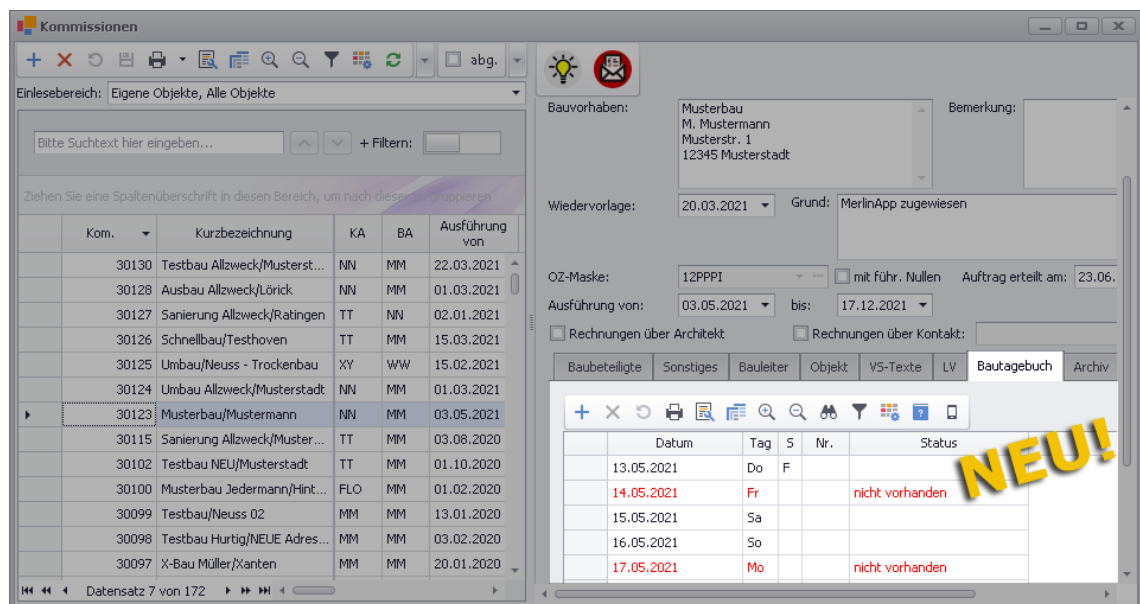 Kommissionen
abg.
Einlesebereich: Eigene Objekte, Alle Objekte
Bitte Suchtext hier eingeben... + Filtern:
Ziehen Sie eine Spaltenüberschrift in diesen Bereich, um nach dieser zu gruppieren
Kom. Kurzbezeichnung KA BA Ausführung von
30130 Testbau Allzweck/Musterst... NN MM 22.03.2021
30128 Ausbau Allzweck/Lörick NN MM 01.03.2021
30127 Sanierung Allzweck/Ratingen TT NN 02.01.2021
30126 Schnellbau/Testhoven TT MM 15.03.2021
30125 Umbau/Neuss - Trockenbau XY WW 15.02.2021
30124 Umbau Allzweck/Musterstadt NN MM 01.03.2021
30123 Musterbau/Mustermann NN MM 03.05.2021
30115 Sanierung Allzweck/Muster... TT MM 03.08.2020
30102 Testbau NEU/Musterstadt TT MM 01.10.2020
30100 Musterbau Jedermann/Hint... FLO MM 01.02.2020
30099 Testbau/Neuss 02 MM MM 13.01.2020
30098 Testbau Hurtig/NEUE Adres... MM MM 03.02.2020
30097 X-Bau Müller/Xanten MM MM 20.01.2020
Datensatz 7 von 172
Bauvorhaben: Musterbau
M. Mustermann
Musterstr. 1
12345 Musterstadt
Bemerkung:
Wiedervorlage: 20.03.2021 Grund: MerlinApp zugewiesen
OZ-Maske: 12PPPI mit führ. Nullen Auftrag erteilt am: 23.06.
Ausführung von: 03.05.2021 bis: 17.12.2021
Rechnungen über Architekt Rechnungen über Kontakt:
Baubeteiligte Sonstiges Bauleiter Objekt VS-Texte LV Bautagebuch Archiv
Datum Tag S Nr. Status
13.05.2021 Do F
14.05.2021 Fr nicht vorhanden
15.05.2021 Sa
16.05.2021 So
17.05.2021 Mo nicht vorhanden
NEU!